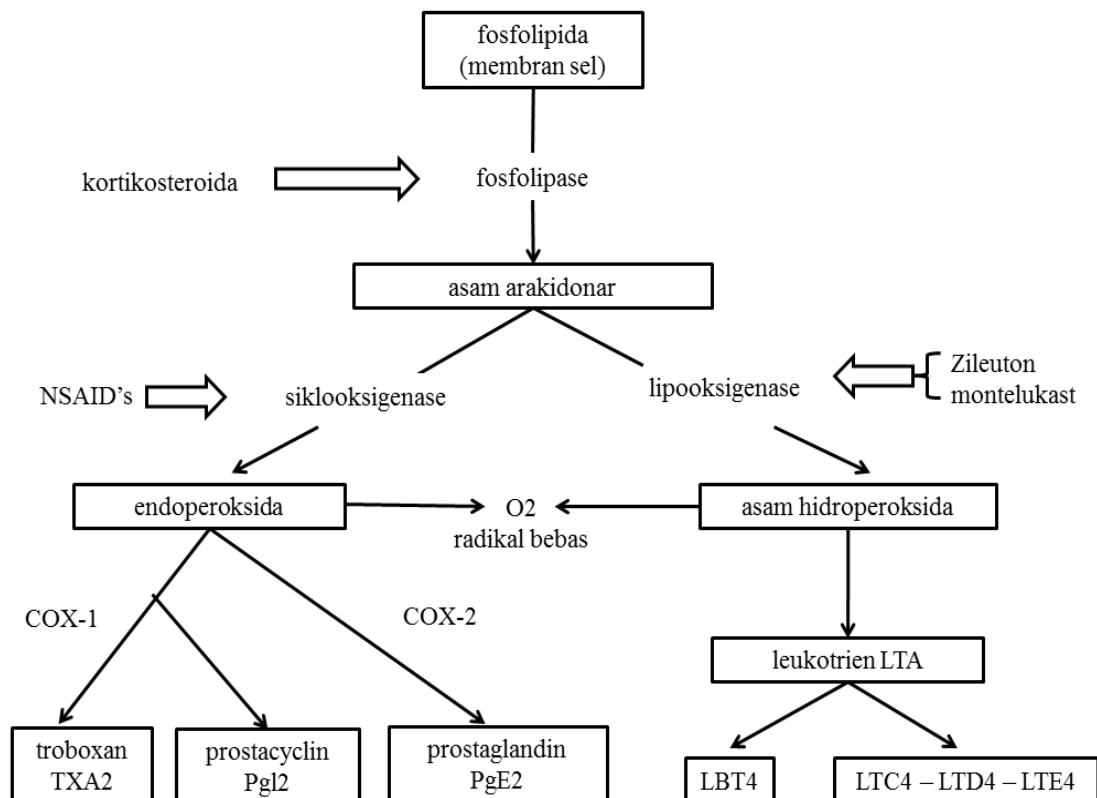 fosfolipida
(membran sel)
kortikosteroida
fosfolipase
asam arakidonar
NSAID's
siklooksigenase
lipooksigenase
Zileuton
montelukast
endoperoksida
O2
radikal bebas
asam hidroperoksida
COX-1
COX-2
leukotrien LTA
troboxan
TXA2
prostacyclin
Pgl2
prostaglandin
PgE2
LBT4
LTC4 – LTD4 – LTE4